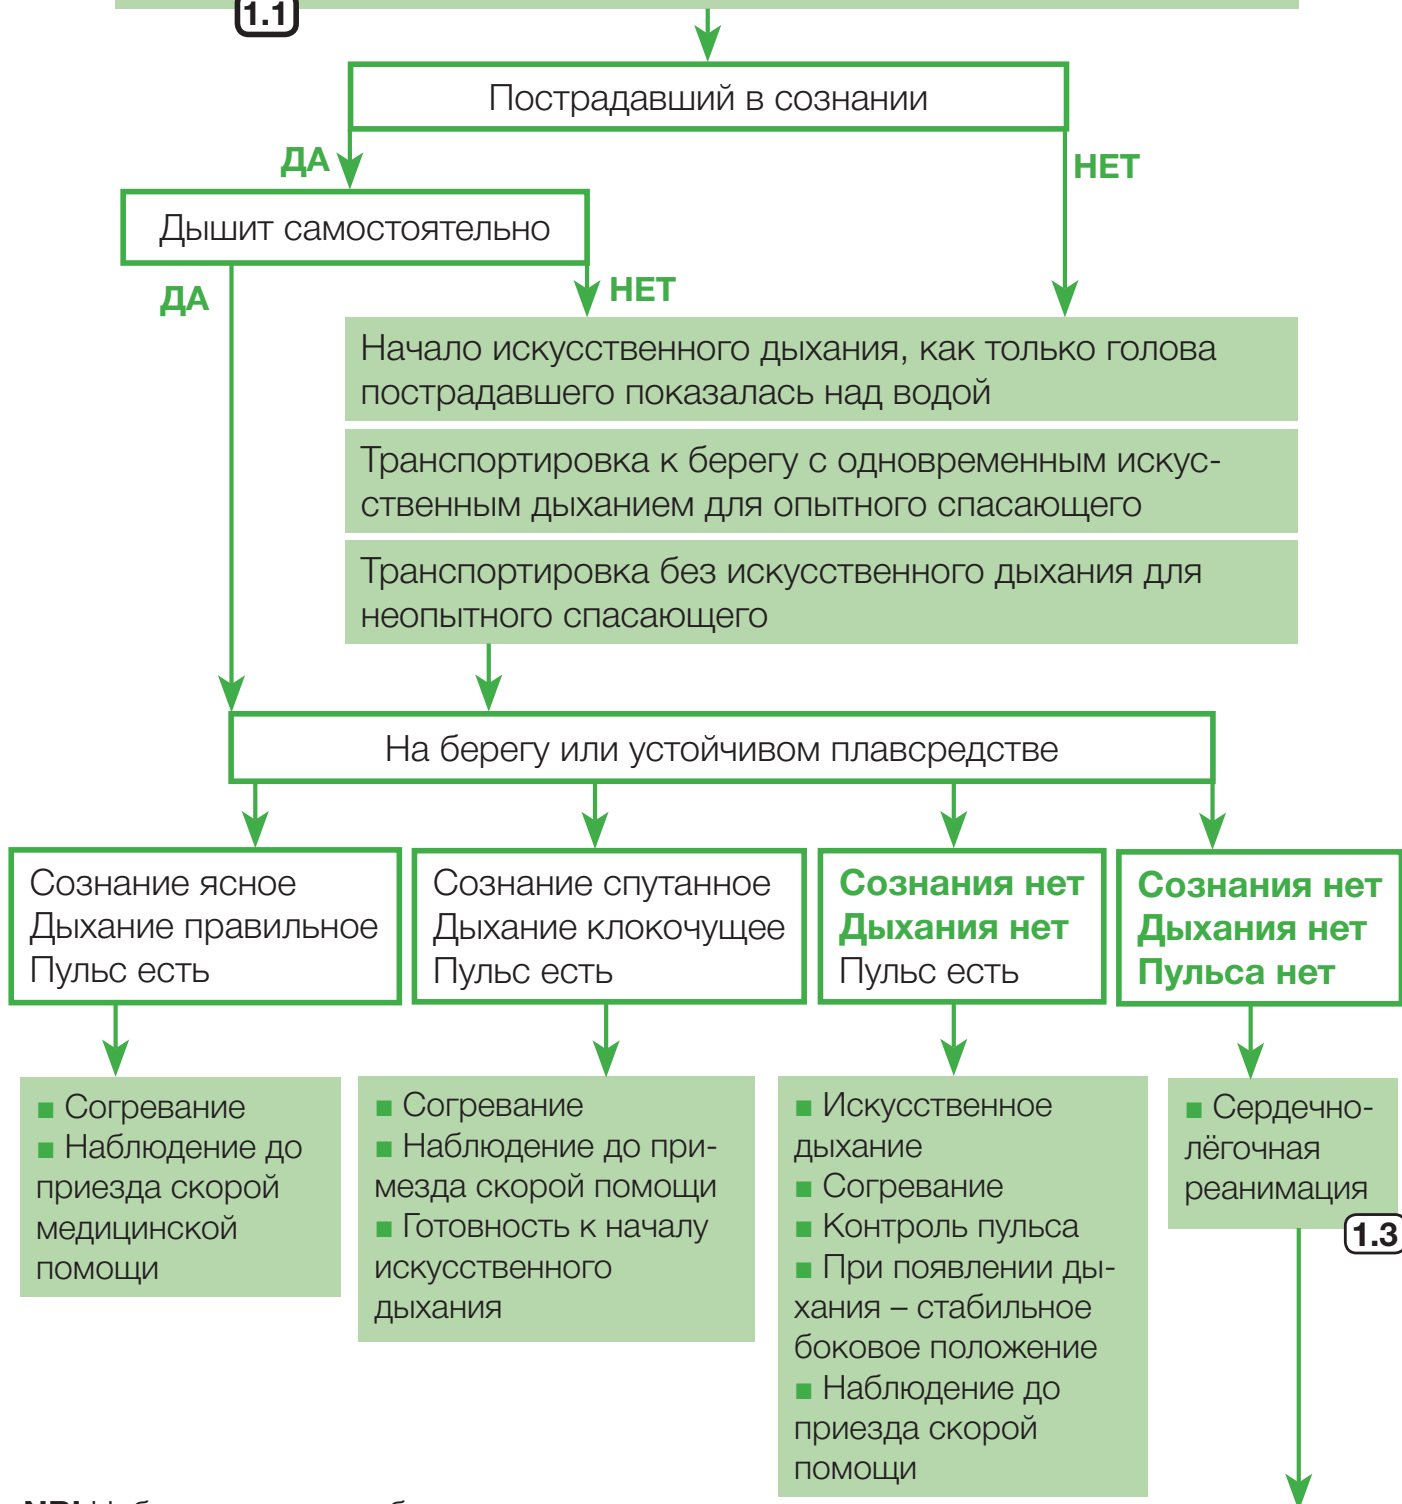 1.1
Пострадавший в сознании
ДА
НЕТ
Дышит самостоятельно
ДА
НЕТ
Начало искусственного дыхания, как только голова
пострадавшего показалась над водой
Транспортировка к берегу с одновременным искус-
ственным дыханием для опытного спасающего
Транспортировка без искусственного дыхания для
неопытного спасающего
На берегу или устойчивом плавсредстве
Сознание ясное
Дыхание правильное
Пульс есть
Сознание спутанное
Дыхание клокочущее
Пульс есть
Сознания нет
Дыхания нет
Пульс есть
Сознания нет
Дыхания нет
Пульса нет
■ Согревание
■ Наблюдение до
приезда скорой
медицинской
помощи
■ Согревание
■ Наблюдение до при-
мезда скорой помощи
■ Готовность к началу
искусственного
дыхания
■ Искусственное
дыхание
■ Согревание
■ Контроль пульса
■ При появлении ды-
хания – стабильное
боковое положение
■ Наблюдение до
приезда скорой
помощи
■ Сердечно-
лёгочная
реанимация
1.3